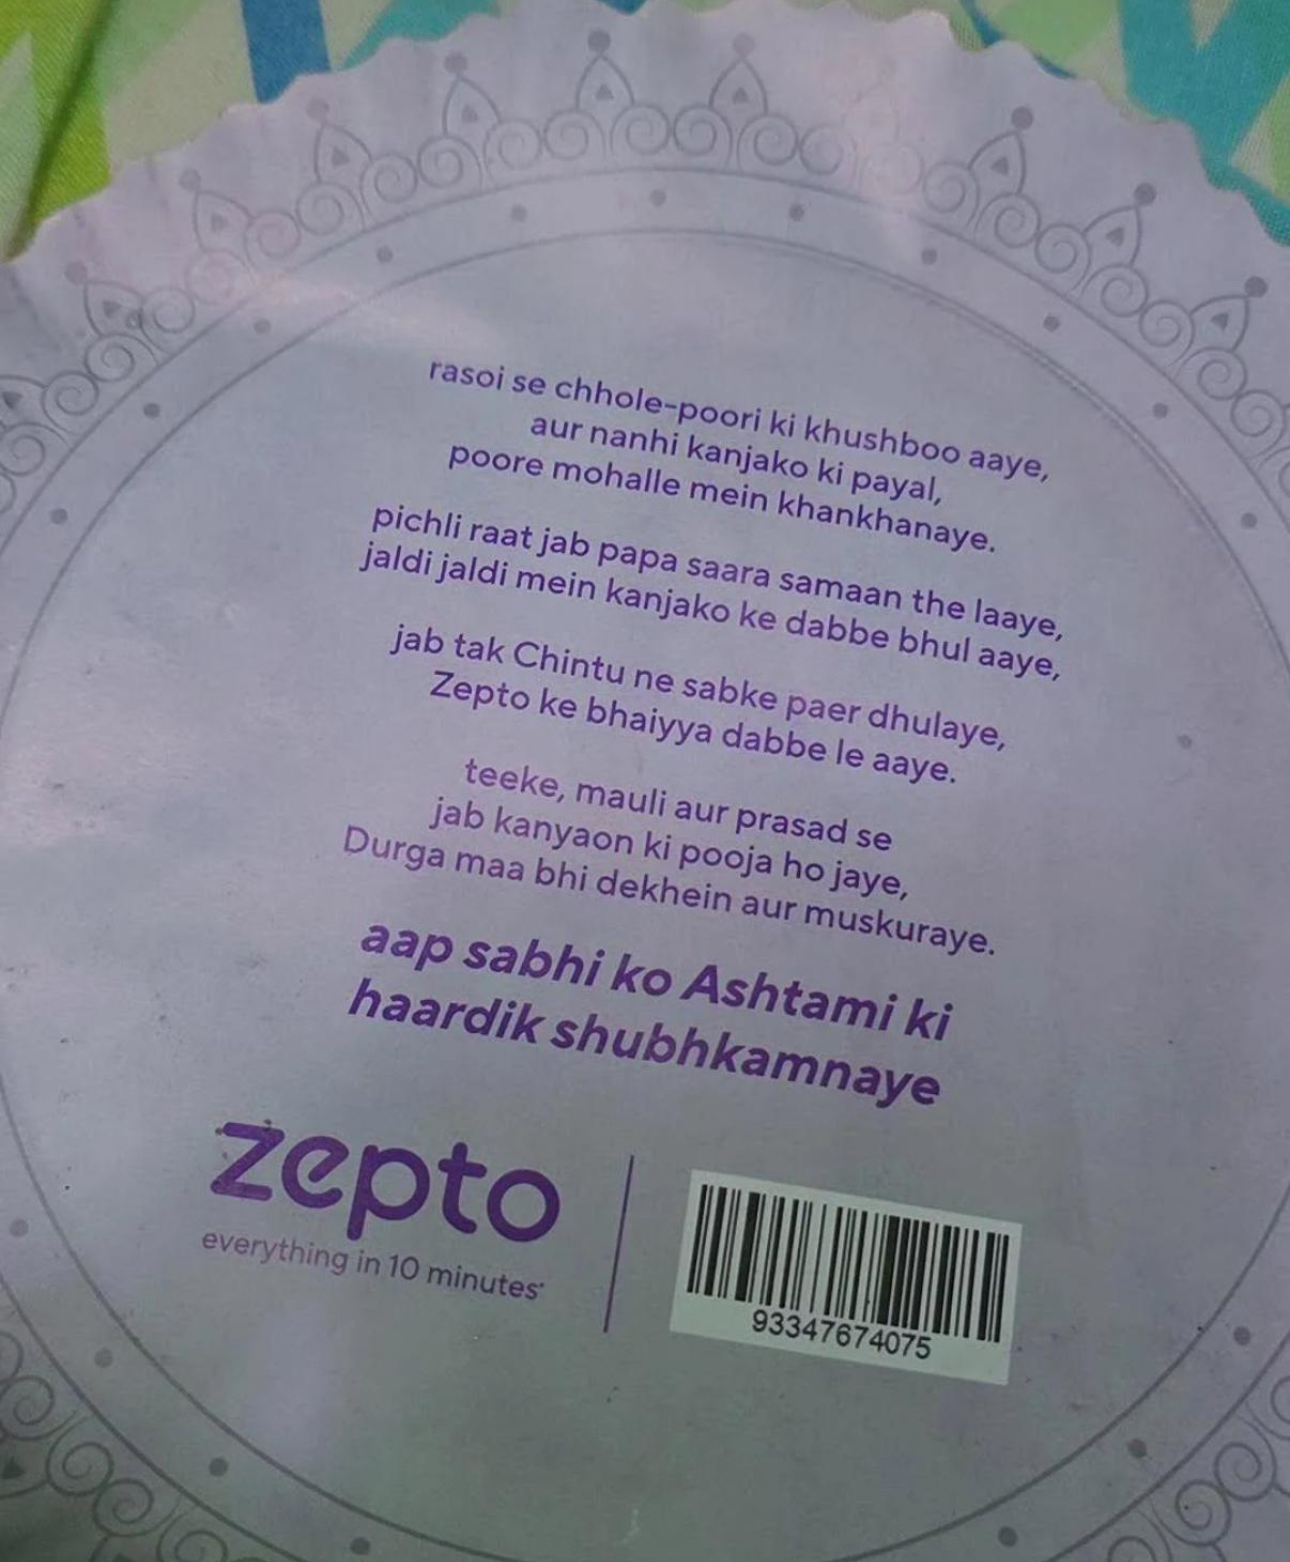 rasoi se chhole-poori ki khushboo aaye,
aur nanhi kanjako ki payal,
poore mohalle mein khankhanaye.
pichli raat jab papa saara samaan the laaye,
jaldi jaldi mein kanjako ke dabbe bhul aaye,
jab tak Chintu ne sabke paer dhulaye,
Zepto ke bhaiyya dabbe le aaye.
teeke, mauli aur prasad se
jab kanyaon ki pooja ho jaye,
Durga maa bhi dekhein aur muskuraye.
aap sabhi ko Ashtami ki
haardik shubhkamnaye
zepto
everything in 10 minutes*
93347674075